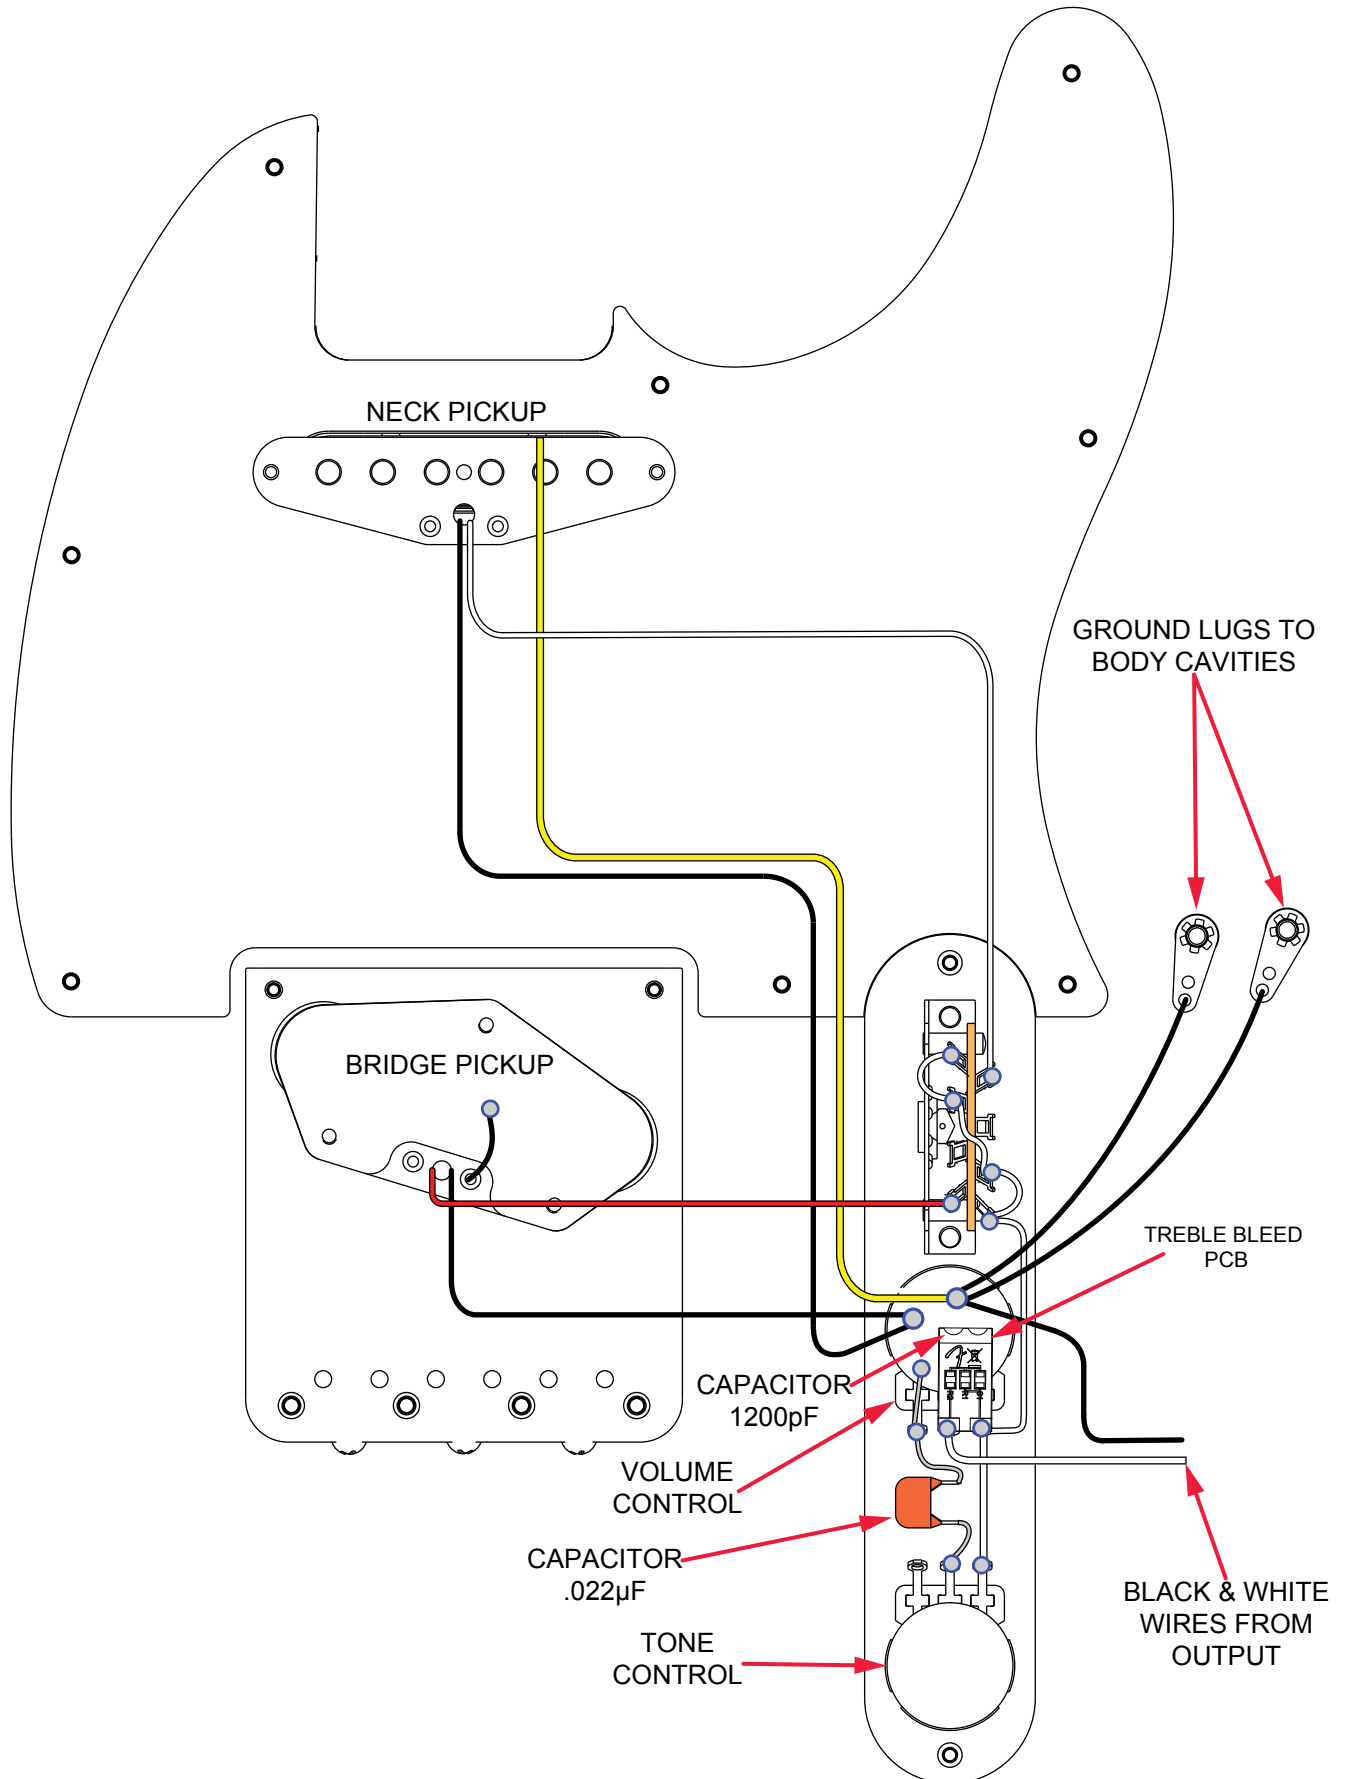 NECK PICKUP
GROUND LUGS TO
BODY CAVITIES
BRIDGE PICKUP
TREBLE BLEED
PCB
CAPACITOR
1200pF
VOLUME
CONTROL
CAPACITOR
.022µF
BLACK & WHITE
WIRES FROM
OUTPUT
TONE
CONTROL